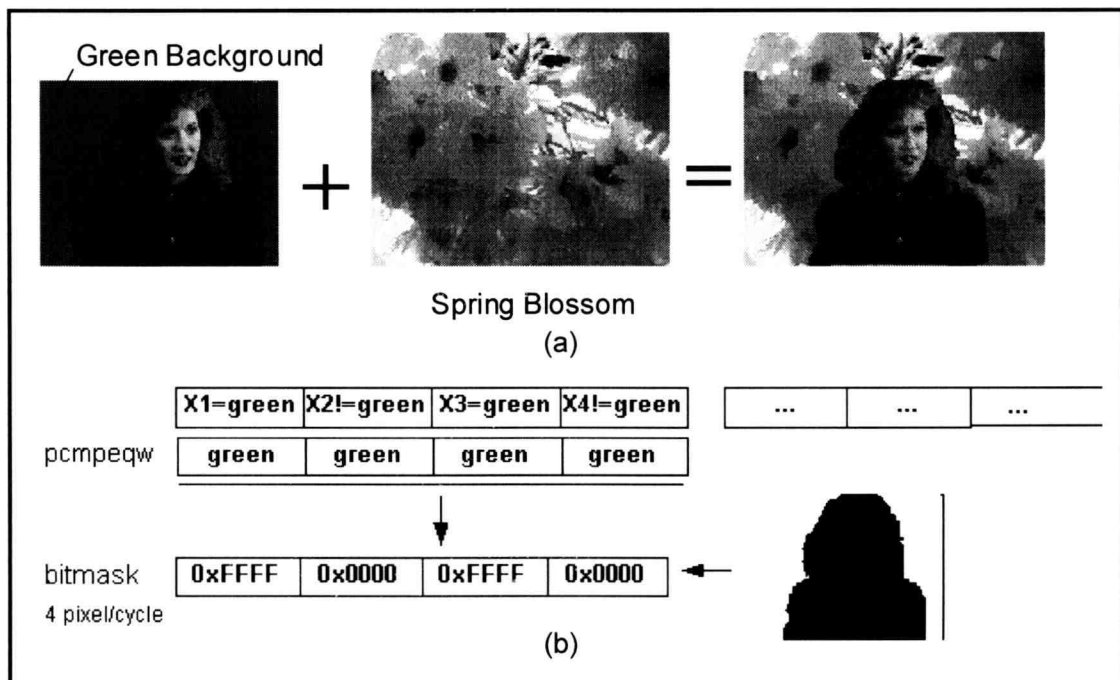 Green Background
+
=
Spring Blossom
(a)
X1=green X2!=green X3=green X4!=green ... ... ...
pcmpeqw green green green green
bitmask 0xFFFF 0x0000 0xFFFF 0x0000
4 pixel/cycle
(b)